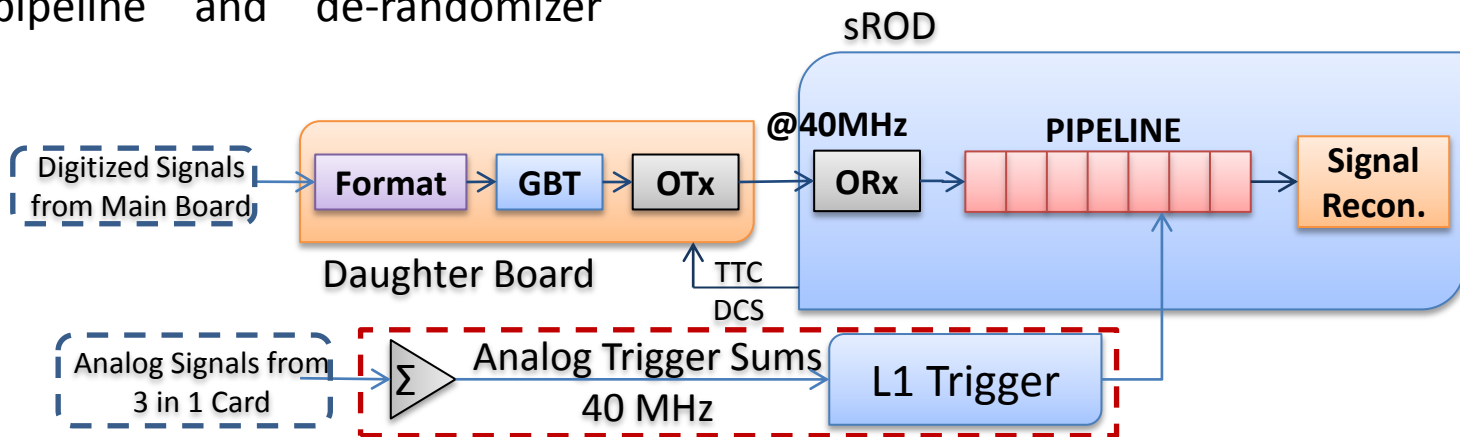 pipeline and de-randomizer
sROD
@40MHz
PIPELINE
Digitized Signals
from Main Board
Format
GBT
OTx
ORx
Signal
Recon.
Daughter Board
TTC
DCS
Analog Signals from
3 in 1 Card
Σ
Analog Trigger Sums
40 MHz
L1 Trigger